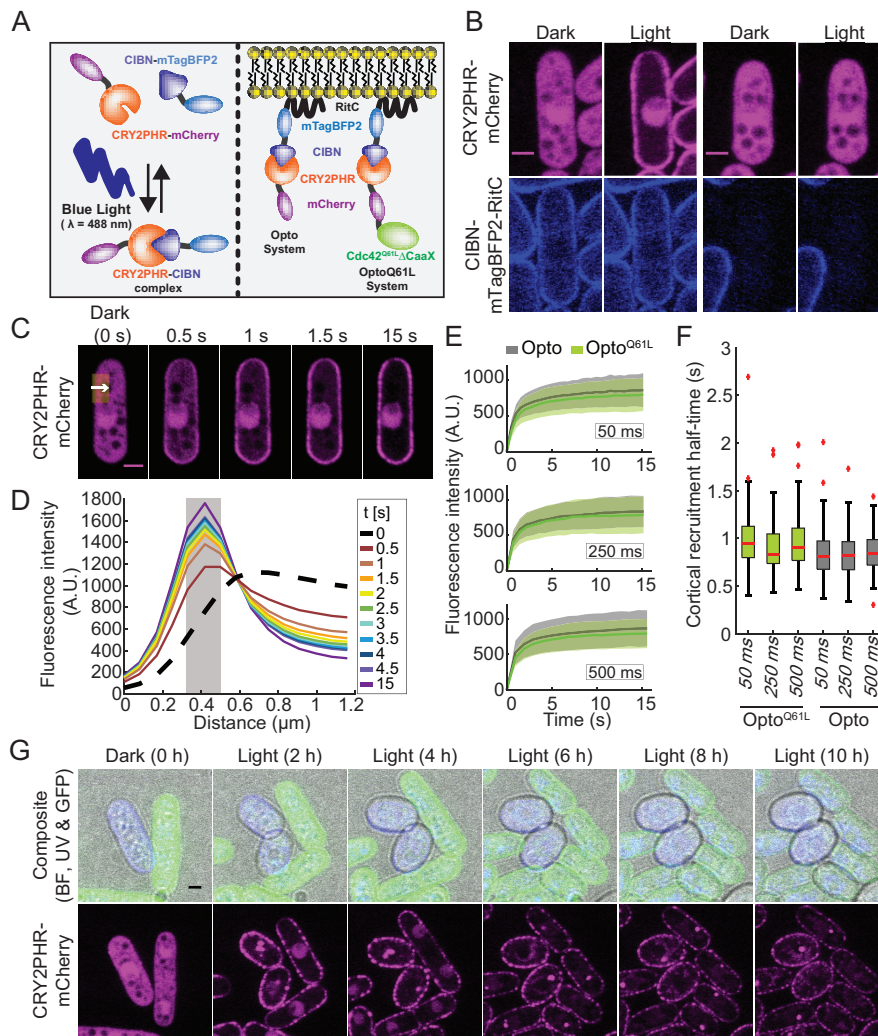 A
CIBN-mTagBFP2
CRY2PHR-mCherry
Blue Light
( λ = 488 nm)
CRY2PHR-CIBN
complex
RitC
mTagBFP2
CIBN
CRY2PHR
mCherry
Opto
System
Cdc42Q61LΔCaaX
OptoQ61L
System
B
Dark Light Dark Light
CRY2PHR-
mCherry
CIBN-
mTagBFP2-RitC
C
Dark
(0 s) 0.5 s 1 s 1.5 s 15 s
CRY2PHR-
mCherry
D
Fluorescence intensity
(A.U.)
1800
1600
1400
1200
1000
800
600
400
200
0
0 0.2 0.4 0.6 0.8 1 1.2
Distance (μm)
t [s]
0
0.5
1
1.5
2
2.5
3
3.5
4
4.5
15
E
Opto OptoQ61L
Fluorescence intensity (A.U.)
1000
500
0
50 ms
0 5 10 15
1000
500
0
250 ms
0 5 10 15
1000
500
0
500 ms
0 5 10 15
Time (s)
F
Cortical recruitment half-time (s)
3
2.5
2
1.5
1
0.5
0
50 ms 250 ms 500 ms 50 ms 250 ms 500 ms
OptoQ61L Opto
G
Dark (0 h) Light (2 h) Light (4 h) Light (6 h) Light (8 h) Light (10 h)
Composite
(BF, UV & GFP)
CRY2PHR-
mCherry